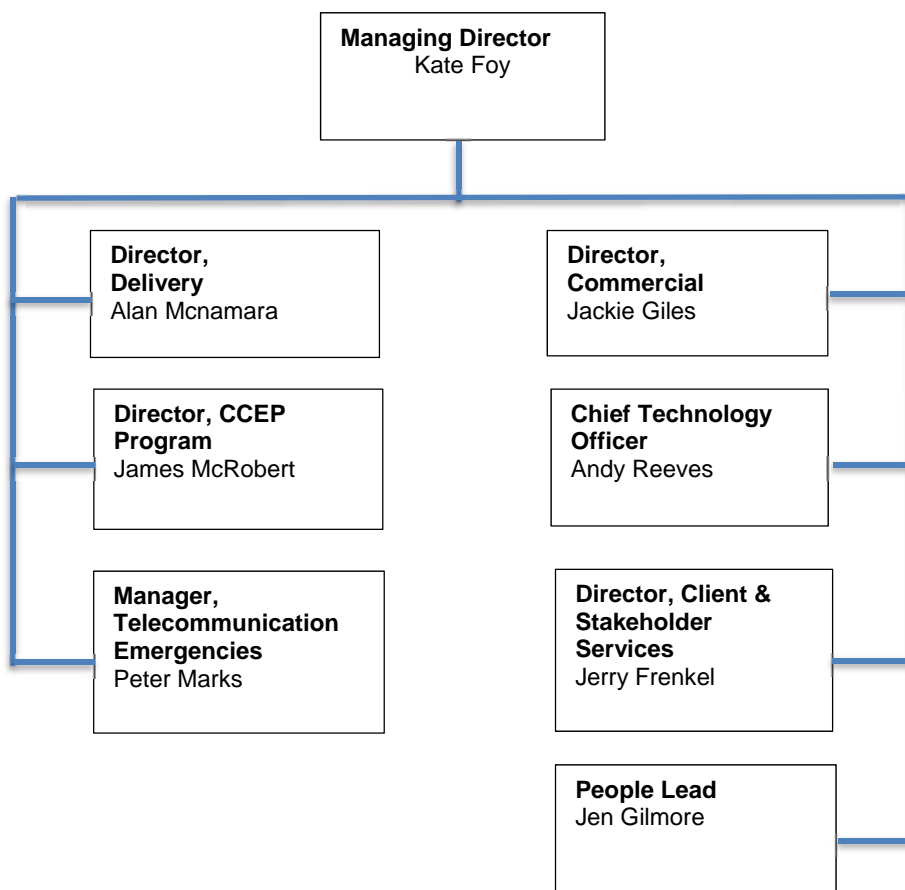 Managing Director
Kate Foy
Director,
Delivery
Alan Mcnamara
Director,
Commercial
Jackie Giles
Director, CCEP
Program
James McRobert
Chief Technology
Officer
Andy Reeves
Manager,
Telecommunication
Emergencies
Peter Marks
Director, Client &
Stakeholder
Services
Jerry Frenkel
People Lead
Jen Gilmore